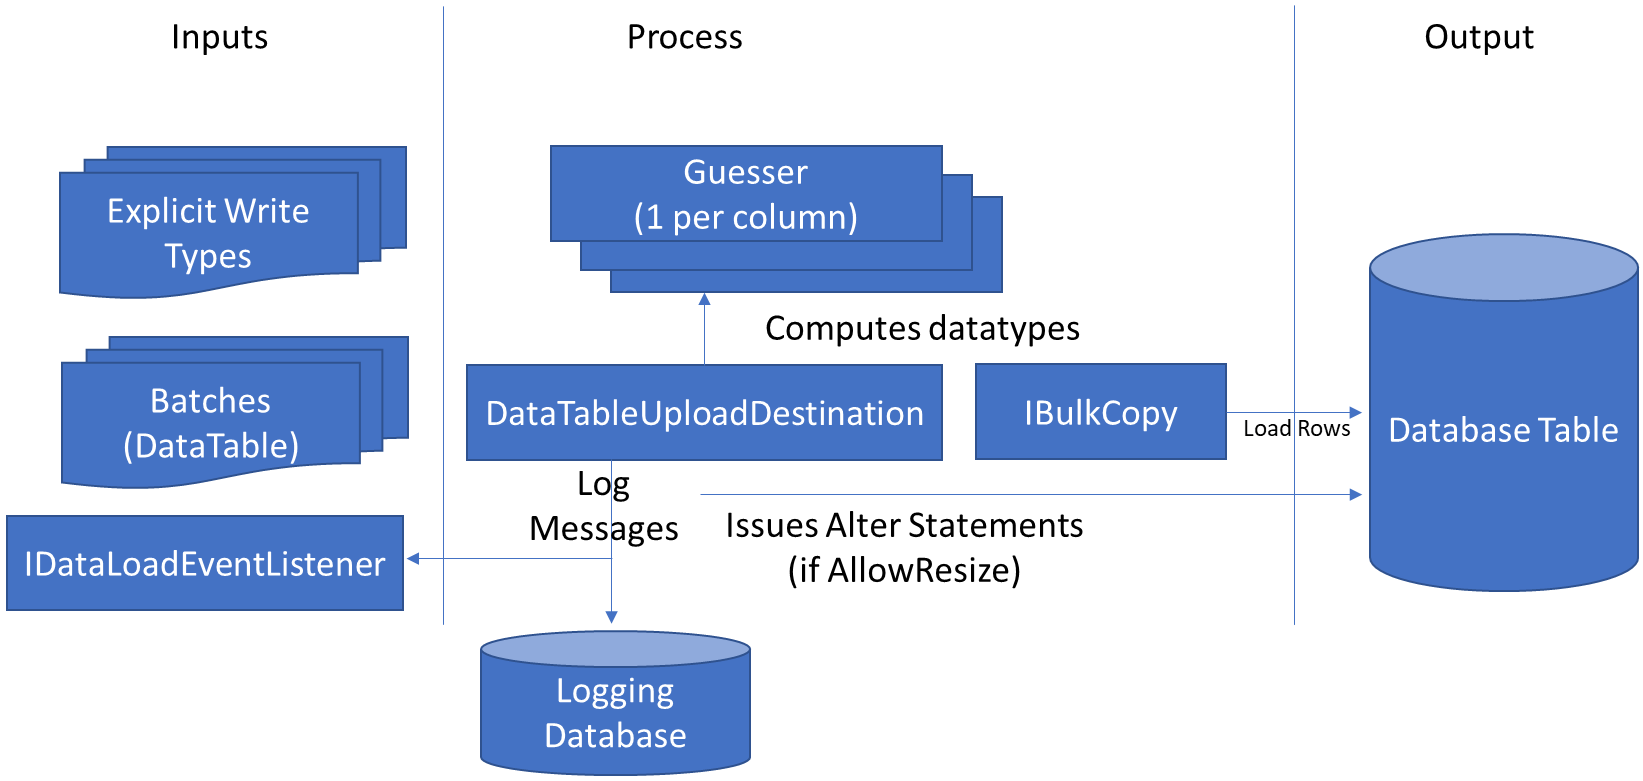 Inputs
Process
Output
Explicit Write
Types
Guesser
(1 per column)
Computes datatypes
Batches
(DataTable)
DataTableUploadDestination
IBulkCopy
Load Rows
Database Table
Log
Messages
Issues Alter Statements
(if AllowResize)
IDataLoadEventListener
Logging
Database